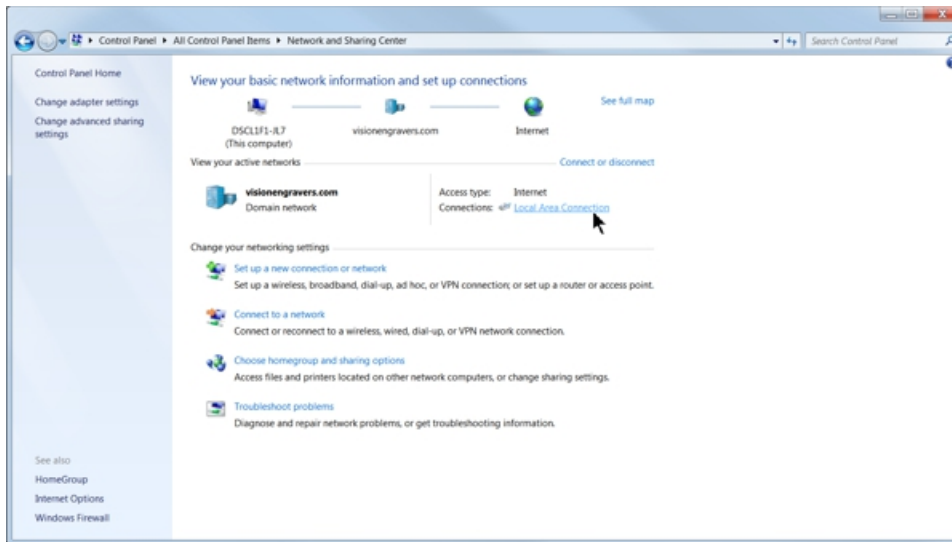 Control Panel ▸ All Control Panel Items ▸ Network and Sharing Center
Search Control Panel
Control Panel Home
Change adapter settings
Change advanced sharing
settings
See also
HomeGroup
Internet Options
Windows Firewall
View your basic network information and set up connections
See full map
DSCL1F1-JL7
(This computer)
visionengravers.com
Internet
View your active networks
Connect or disconnect
visionengravers.com
Domain network
Access type: Internet
Connections: Local Area Connection
Change your networking settings
Set up a new connection or network
Set up a wireless, broadband, dial-up, ad hoc, or VPN connection; or set up a router or access point.
Connect to a network
Connect or reconnect to a wireless, wired, dial-up, or VPN network connection.
Choose homegroup and sharing options
Access files and printers located on other network computers, or change sharing settings.
Troubleshoot problems
Diagnose and repair network problems, or get troubleshooting information.